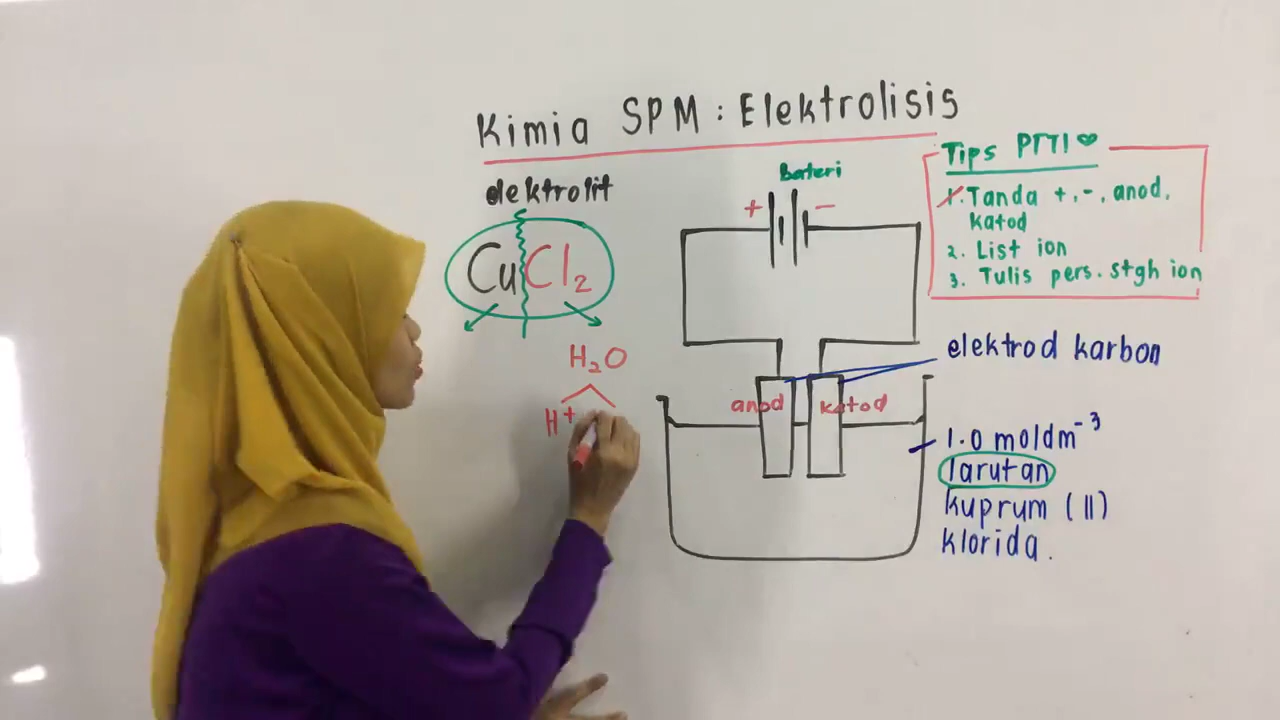 Kimia SPM : Elektrolisis
elektrolit
CuCl₂
H₂O
H⁺
Bateri
+ −
anod
katod
Tips PTTI ♥
1. Tanda +, -, anod,
katod
2. List ion
3. Tulis pers. stgh ion
elektrod karbon
1.0 moldm⁻³
larutan
kuprum (II)
klorida.